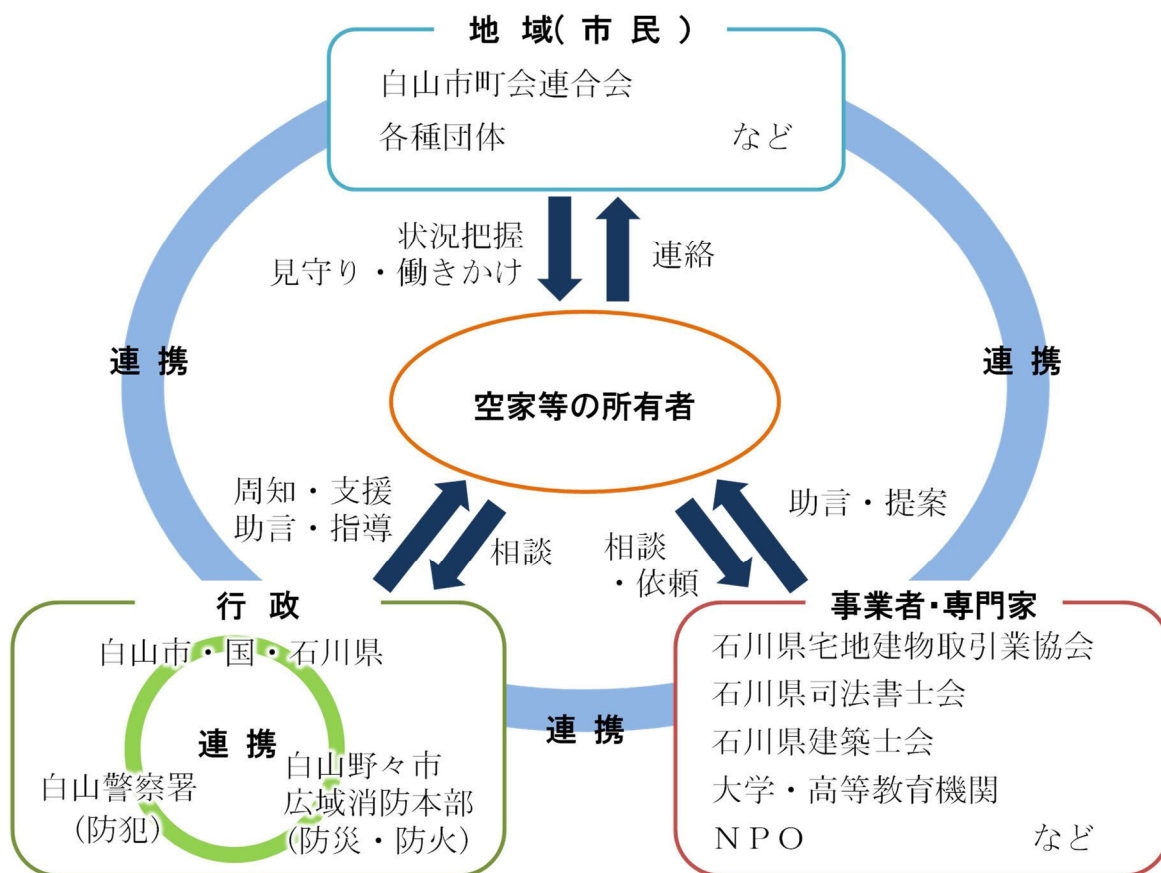 地 域( 市 民 )
白山市町会連合会
各種団体 など
状況把握
見守り・働きかけ
連絡
連 携
連 携
空家等の所有者
周知・支援
助言・指導
相談
相談
・依頼
助言・提案
行 政
白山市・国・石川県
連 携
白山警察署
(防犯)
白山野々市
広域消防本部
(防災・防火)
連 携
事業者・専門家
石川県宅地建物取引業協会
石川県司法書士会
石川県建築士会
大学・高等教育機関
NPO など